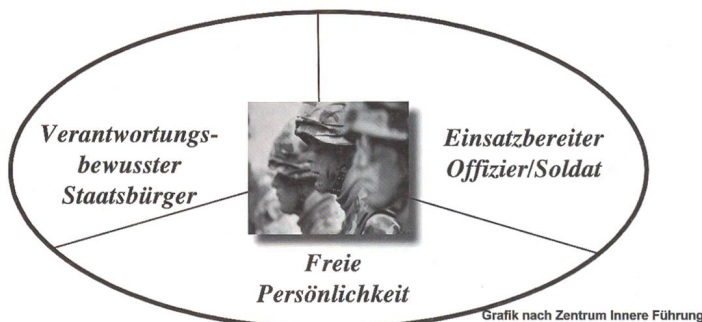 Verantwortungs-
bewusster
Staatsbürger
Einsatzbereiter
Offizier/Soldat
Freie
Persönlichkeit
Grafik nach Zentrum Innere Führung